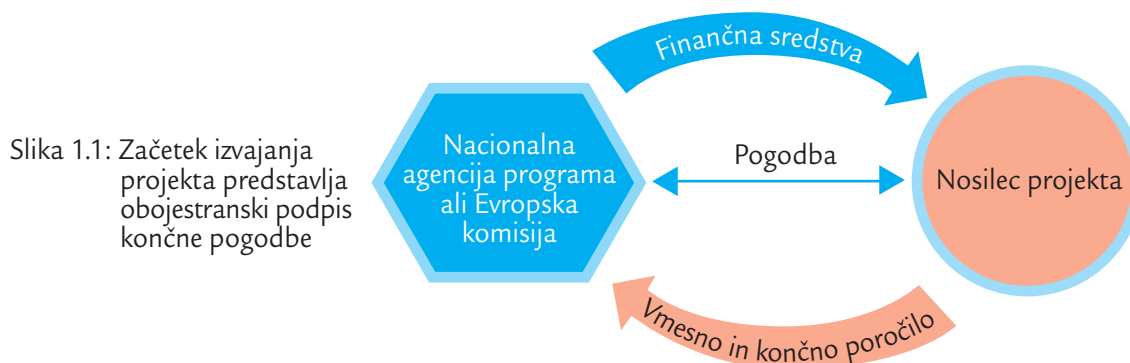 Finančna sredstva
Slika 1.1: Začetek izvajanja
projekta predstavlja
obojestranski podpis
končne pogodbe
Nacionalna
agencija programa
ali Evropska
komisija
Pogodba
Nosilec projekta
Vmesno in končno poročilo